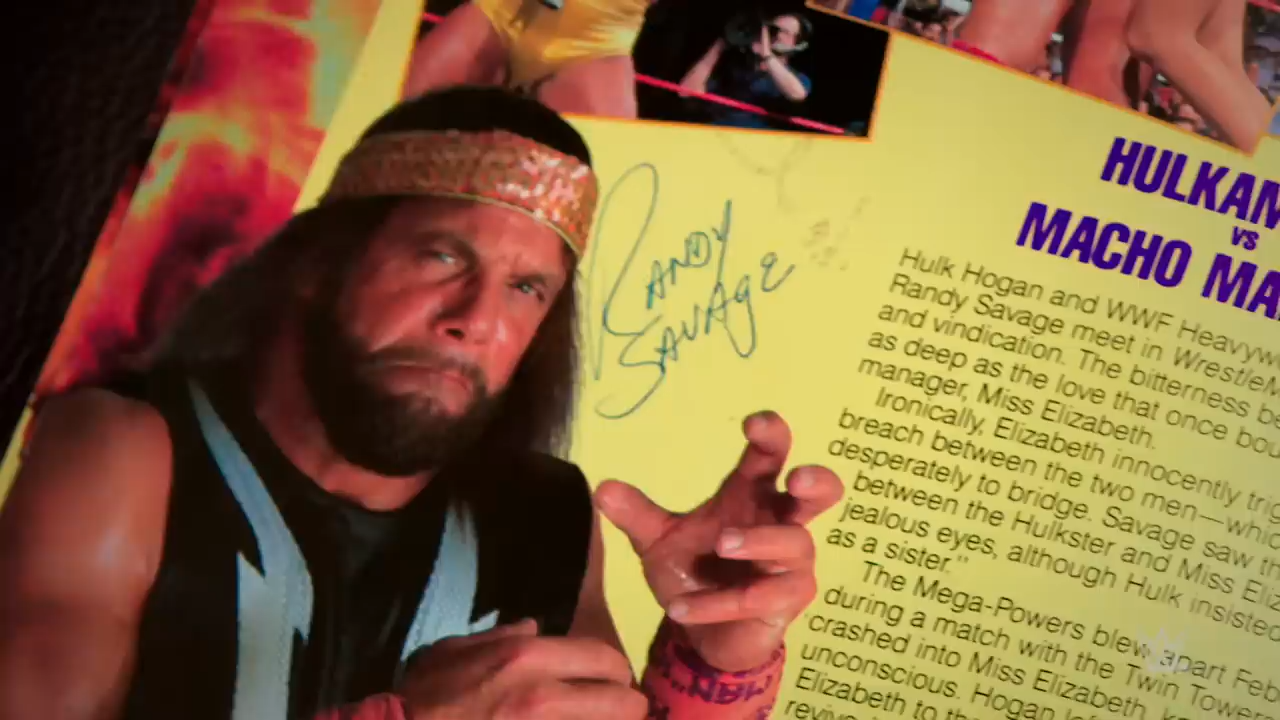 RANDY
SAVAGE
HULKAM
VS
MACHO MA
Hulk Hogan and WWF Heavyw
Randy Savage meet in WrestleM
and vindication. The bitterness be
as deep as the love that once bou
manager, Miss Elizabeth.
Ironically, Elizabeth innocently trig
breach between the two men—whic
desperately to bridge. Savage saw th
between the Hulkster and Miss Eliz
jealous eyes, although Hulk insisted
as a sister."
The Mega-Powers blew apart Feb
during a match with the Twin Towers
crashed into Miss Elizabeth, k
unconscious. Hogan
Elizabeth to the